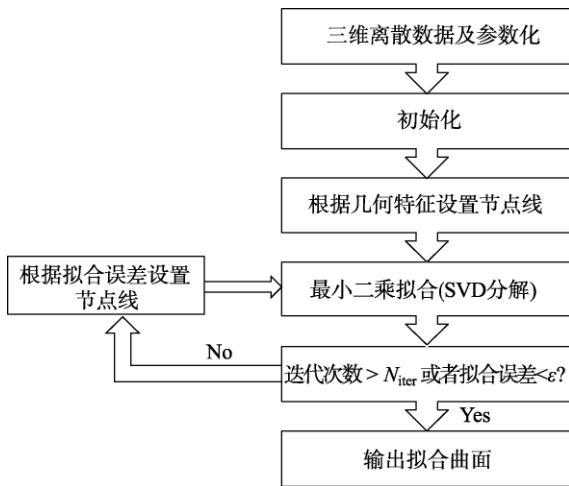 三维离散数据及参数化
初始化
根据几何特征设置节点线
根据拟合误差设置
节点线
最小二乘拟合(SVD分解)
No
迭代次数 > N_iter 或者拟合误差<ε?
Yes
输出拟合曲面